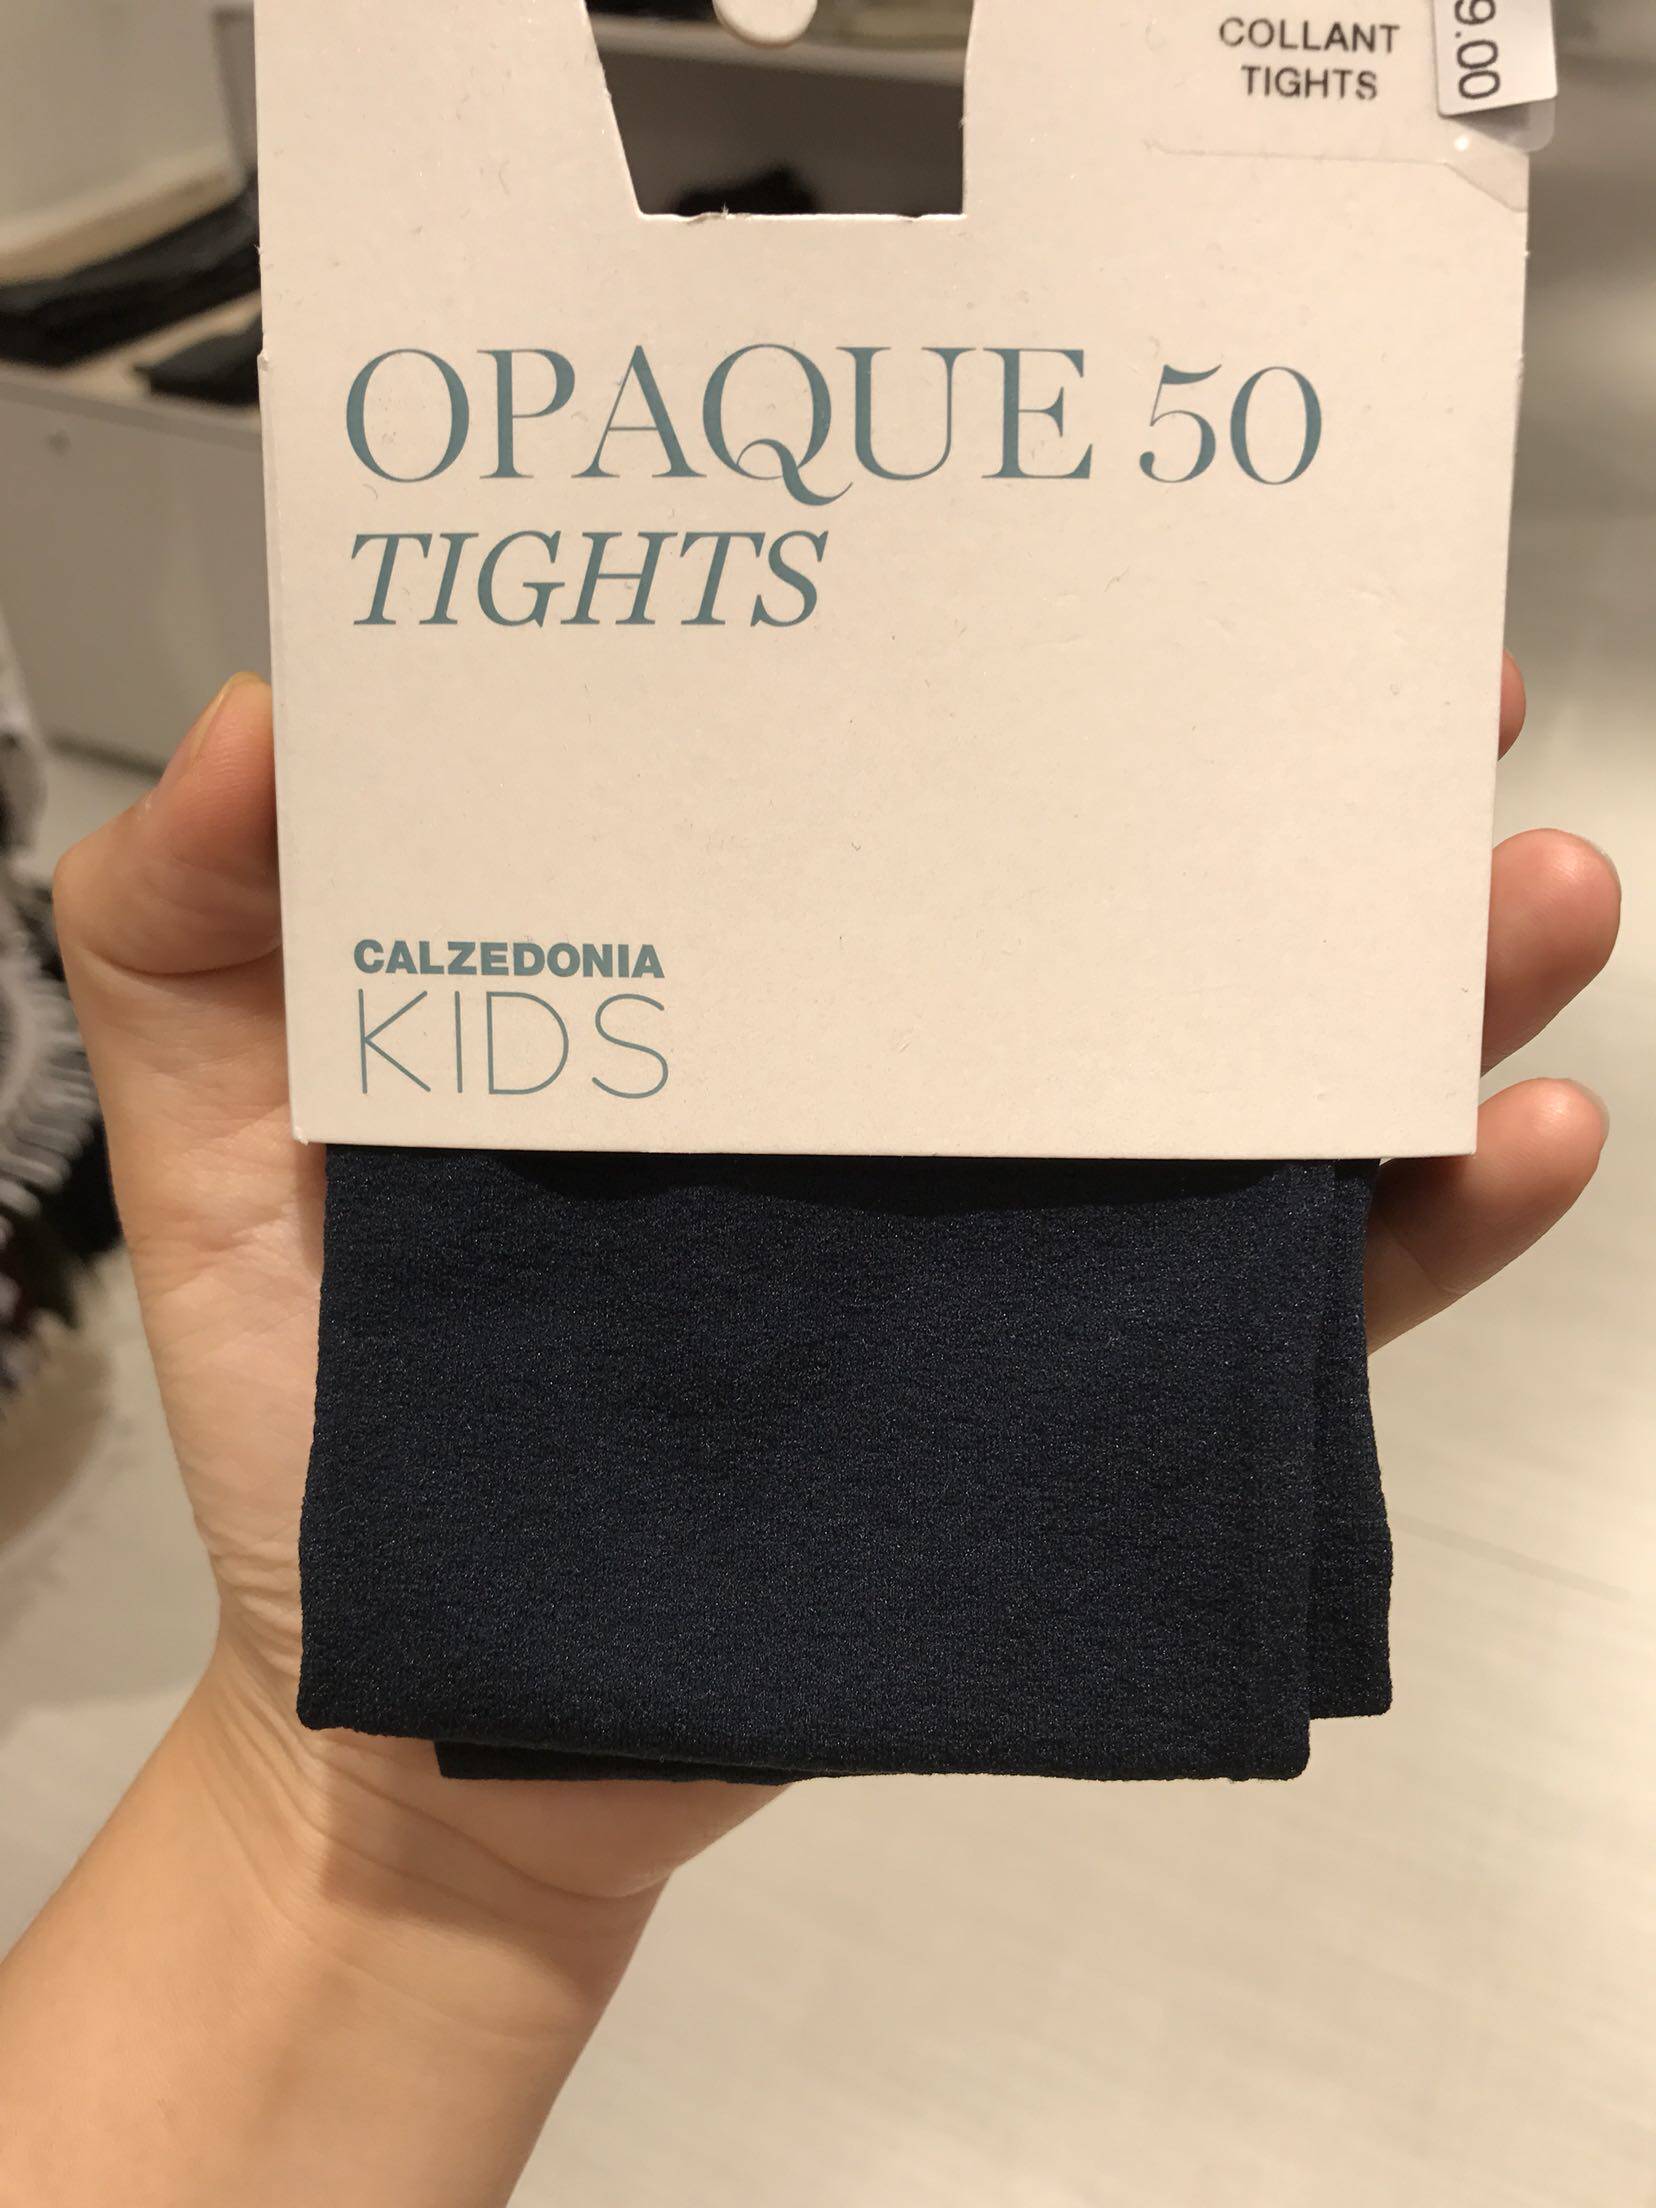 COLLANT
TIGHTS
9.00
OPAQUE 50
TIGHTS
CALZEDONIA
KIDS